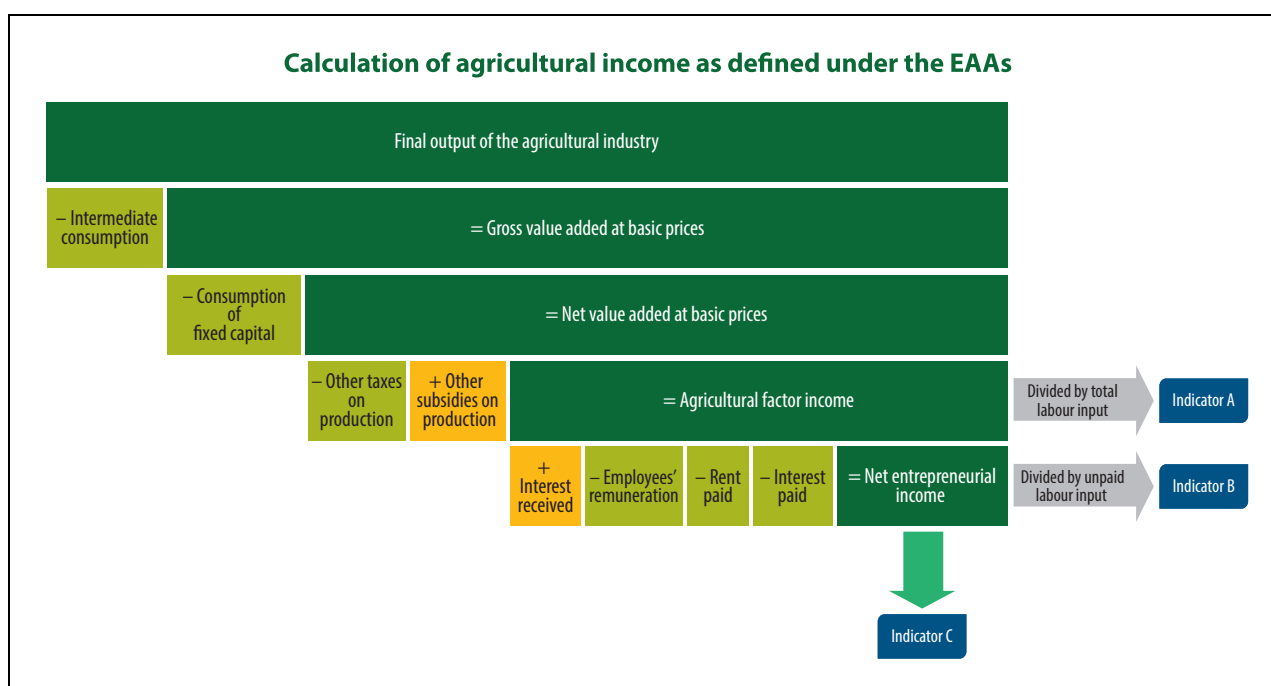 Calculation of agricultural income as defined under the EAAs
Final output of the agricultural industry
– Intermediate
consumption
= Gross value added at basic prices
– Consumption
of
fixed capital
= Net value added at basic prices
– Other taxes
on
production
+ Other
subsidies on
production
= Agricultural factor income
Divided by total
labour input
Indicator A
+
Interest
received
– Employees’
remuneration
– Rent
paid
– Interest
paid
= Net entrepreneurial
income
Divided by unpaid
labour input
Indicator B
Indicator C